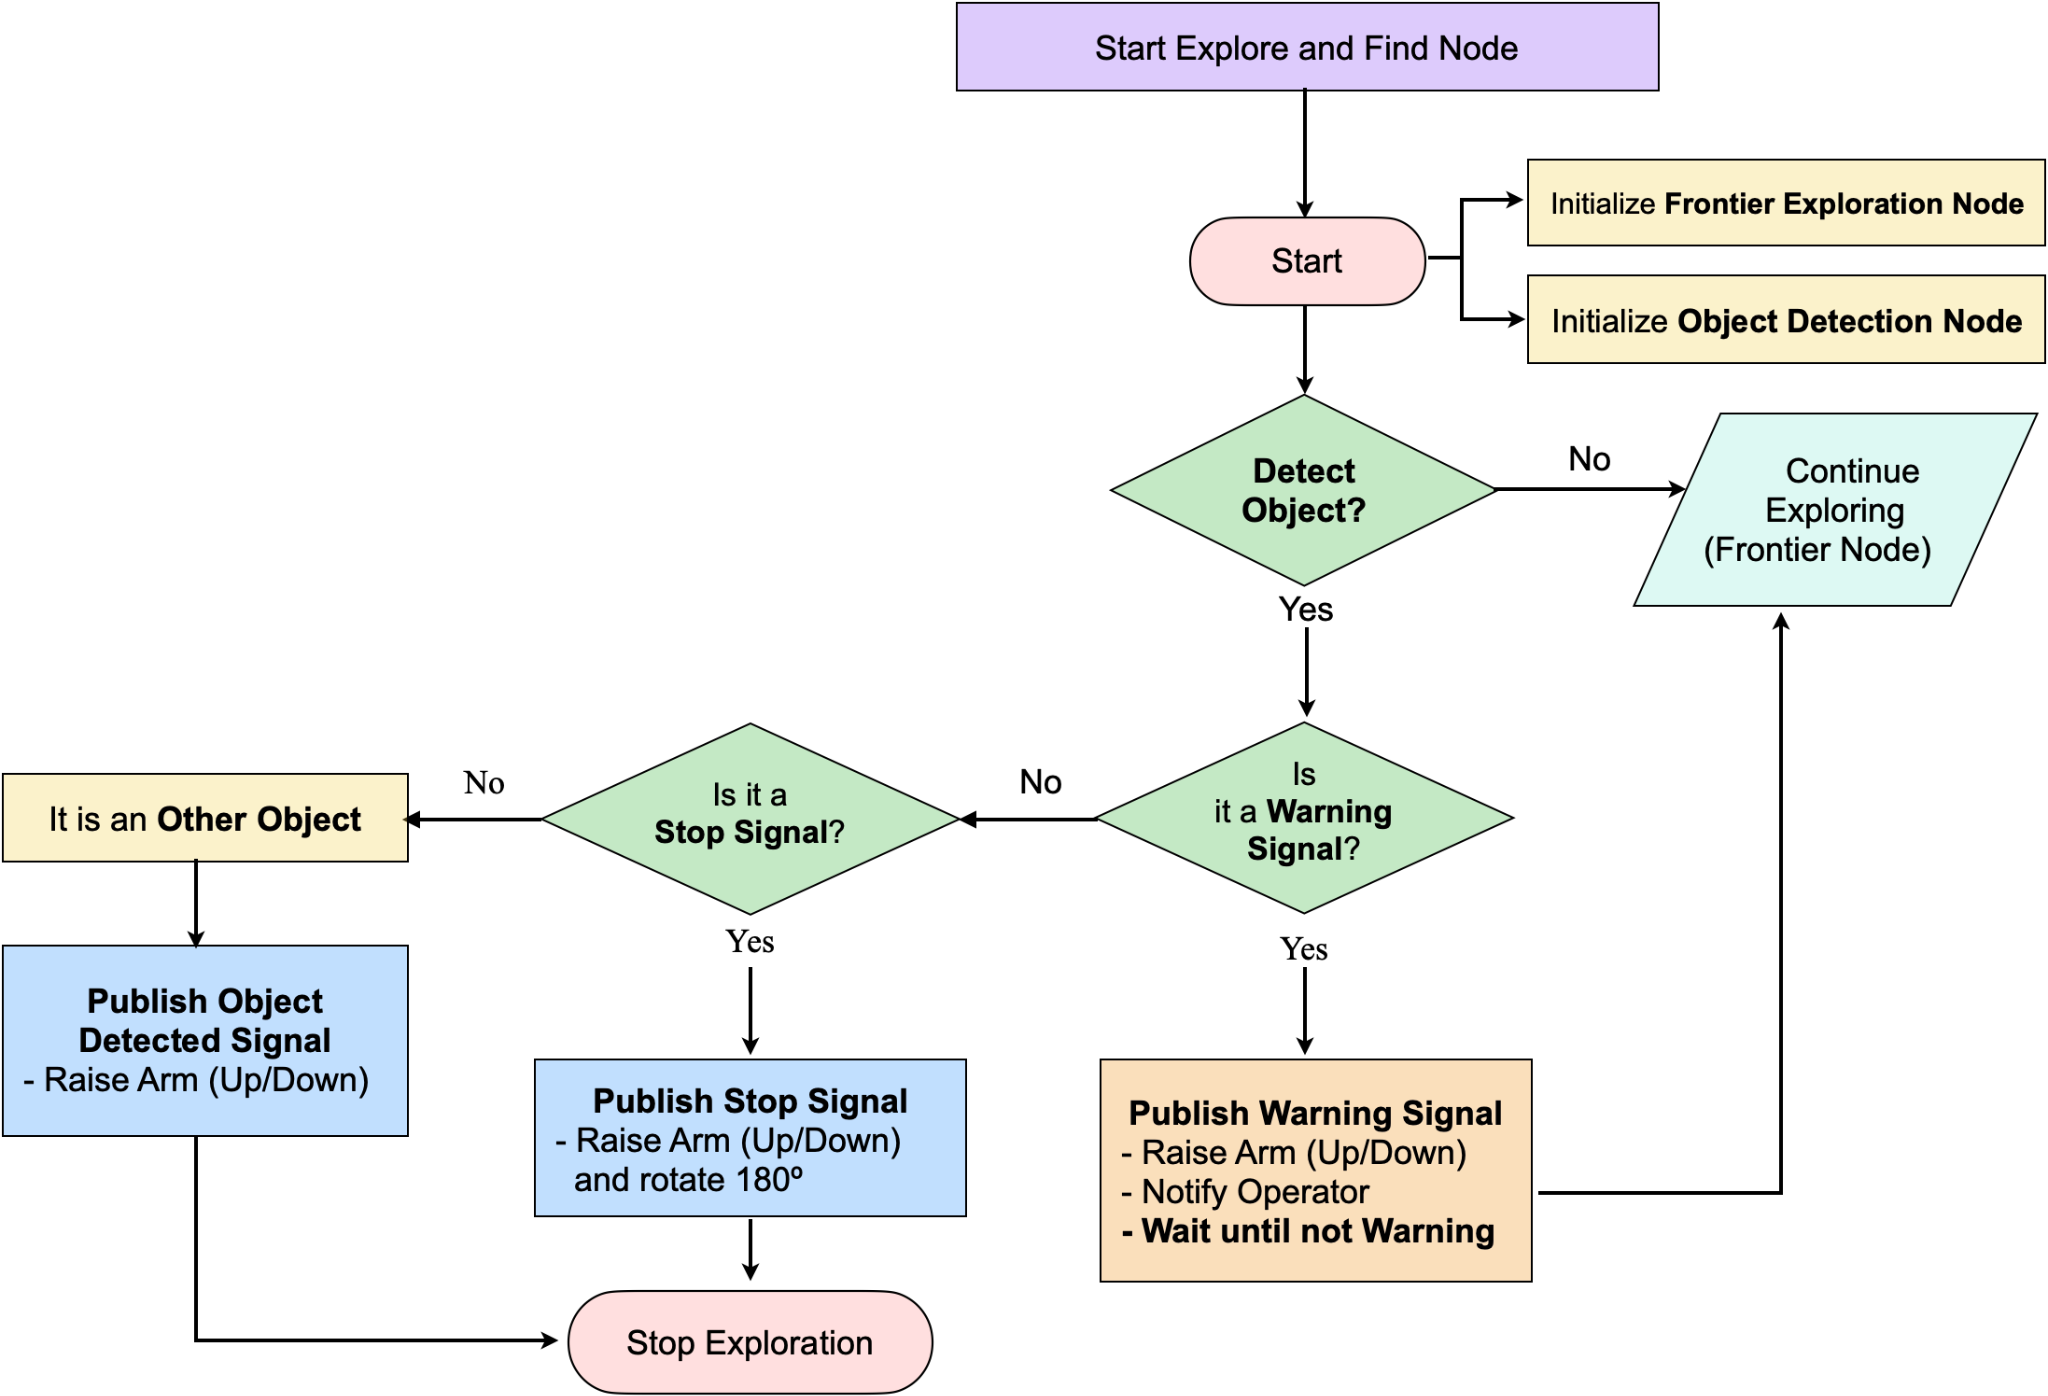 Start Explore and Find Node
Initialize Frontier Exploration Node
Start
Initialize Object Detection Node
Detect
Object?
No
Continue
Exploring
(Frontier Node)
Yes
Is
it a Warning
Signal?
No
Is it a
Stop Signal?
No
It is an Other Object
Yes
Yes
Publish Object
Detected Signal
- Raise Arm (Up/Down)
Publish Stop Signal
- Raise Arm (Up/Down)
and rotate 180º
Publish Warning Signal
- Raise Arm (Up/Down)
- Notify Operator
- Wait until not Warning
Stop Exploration